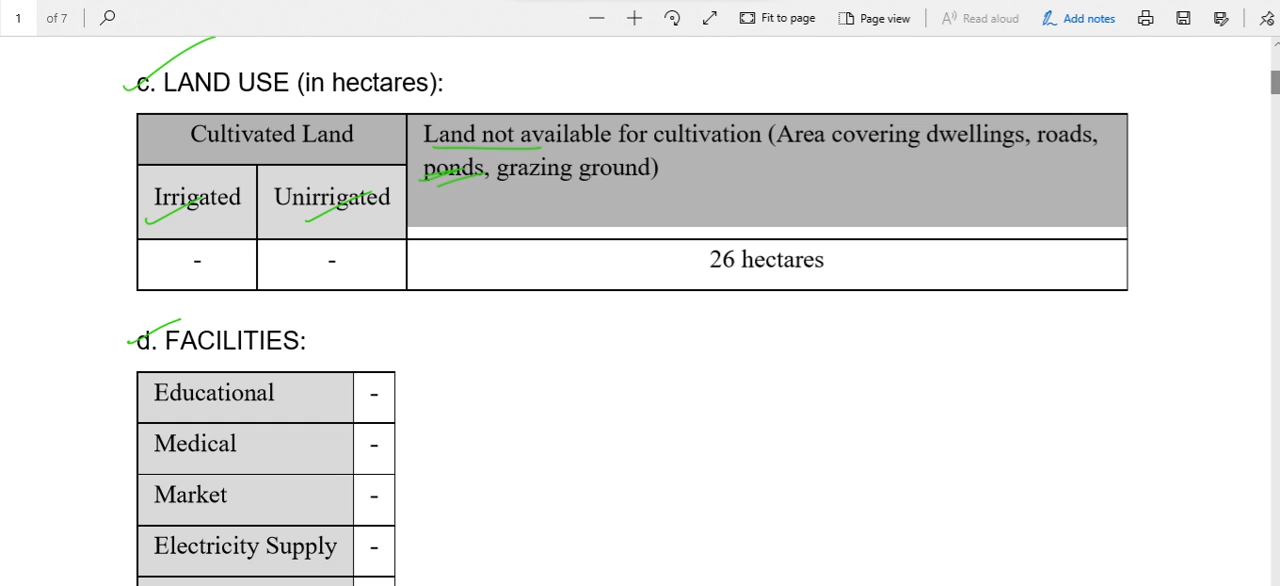 1 of 7 Fit to page Page view Read aloud Add notes
c. LAND USE (in hectares):
Cultivated Land
Land not available for cultivation (Area covering dwellings, roads,
ponds, grazing ground)
Irrigated Unirrigated
- - 26 hectares
d. FACILITIES:
Educational -
Medical -
Market -
Electricity Supply -